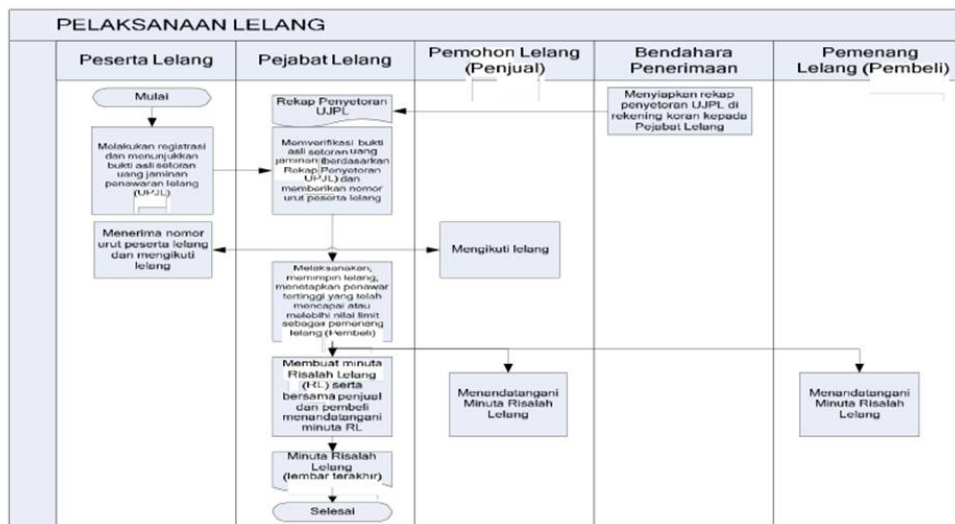 PELAKSANAAN LELANG
Peserta Lelang
Pejabat Lelang
Pemohon Lelang
(Penjual)
Bendahara
Penerimaan
Pemenang
Lelang (Pembeli)
Mulai
Rekap Penyetoran
UJPL
Menyiapkan rekap
penyetoran UJPL di
rekening koran kepada
Pejabat Lelang
Melakukan registrasi
dan menunjukkan
bukti asli setoran
uang jaminan
penawaran lelang
(UPJL)
Memverifikasi bukti
asli setoran uang
jaminan (berdasarkan
Rekap Penyetoran
UPJL) dan
memberikan nomor
urut peserta lelang
Menerima nomor
urut peserta lelang
dan mengikuti
lelang
Mengikuti lelang
Melaksanakan,
memimpin lelang,
menetapkan penawar
tertinggi yang telah
mencapai atau
melebihi nilai limit
sebagai pemenang
lelang (Pembeli)
Membuat minuta
Risalah Lelang
(RL) serta
bersama penjual
dan pembeli
menandatangani
minuta RL
Menandatangani
Minuta Risalah
Lelang
Menandatangani
Minuta Risalah
Lelang
Minuta Risalah
Lelang
(lembar terakhir)
Selesai